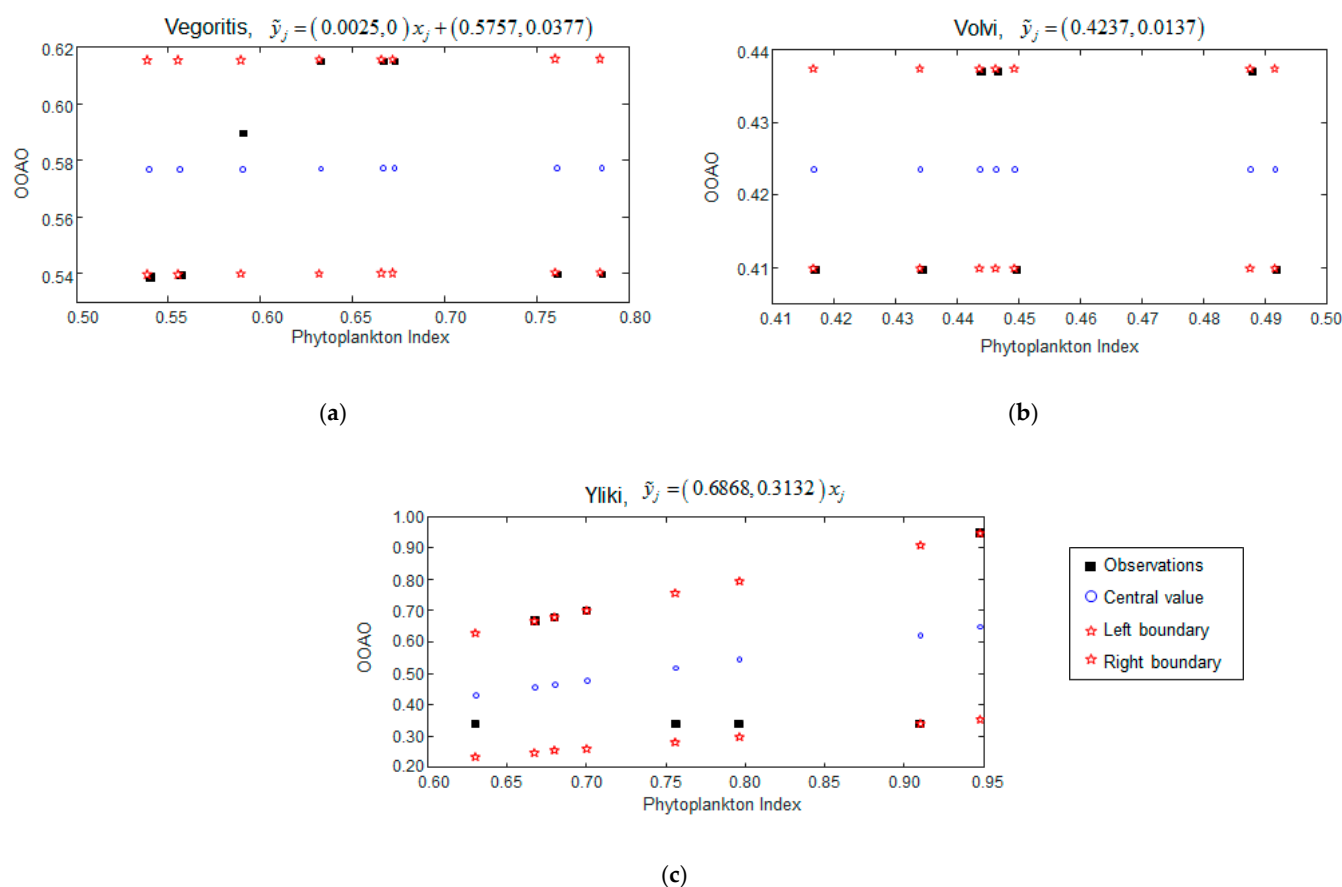 Vegoritis, ỹj = (0.0025, 0) xj + (0.5757, 0.0377)
0.62
0.60
0.58
0.56
0.54
OOAO
0.50 0.55 0.60 0.65 0.70 0.75 0.80
Phytoplankton Index
(a)
Volvi, ỹj = (0.4237, 0.0137)
0.44
0.43
0.42
0.41
OOAO
0.41 0.42 0.43 0.44 0.45 0.46 0.47 0.48 0.49 0.50
Phytoplankton Index
(b)
Yliki, ỹj = (0.6868, 0.3132) xj
1.00
0.90
0.80
0.70
0.60
0.50
0.40
0.30
0.20
OOAO
0.60 0.65 0.70 0.75 0.80 0.85 0.90 0.95
Phytoplankton Index
(c)
Observations
Central value
Left boundary
Right boundary